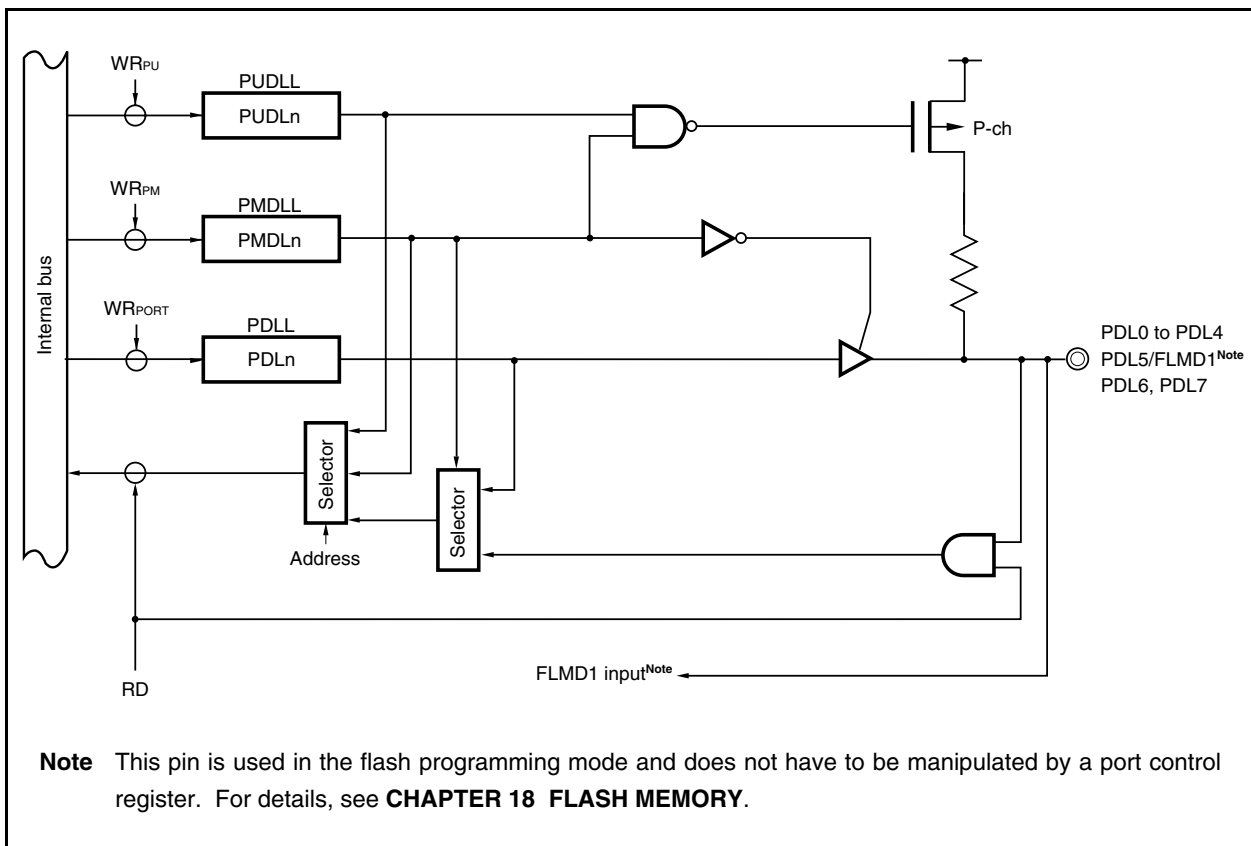 WRPU
PUDLL
PUDLn
P-ch
WRPM
PMDLL
PMDLn
Internal bus
WRPORT
PDLL
PDLn
PDL0 to PDL4
PDL5/FLMD1Note
PDL6, PDL7
Selector
Selector
Address
RD
FLMD1 inputNote
Note This pin is used in the flash programming mode and does not have to be manipulated by a port control
register. For details, see CHAPTER 18 FLASH MEMORY.